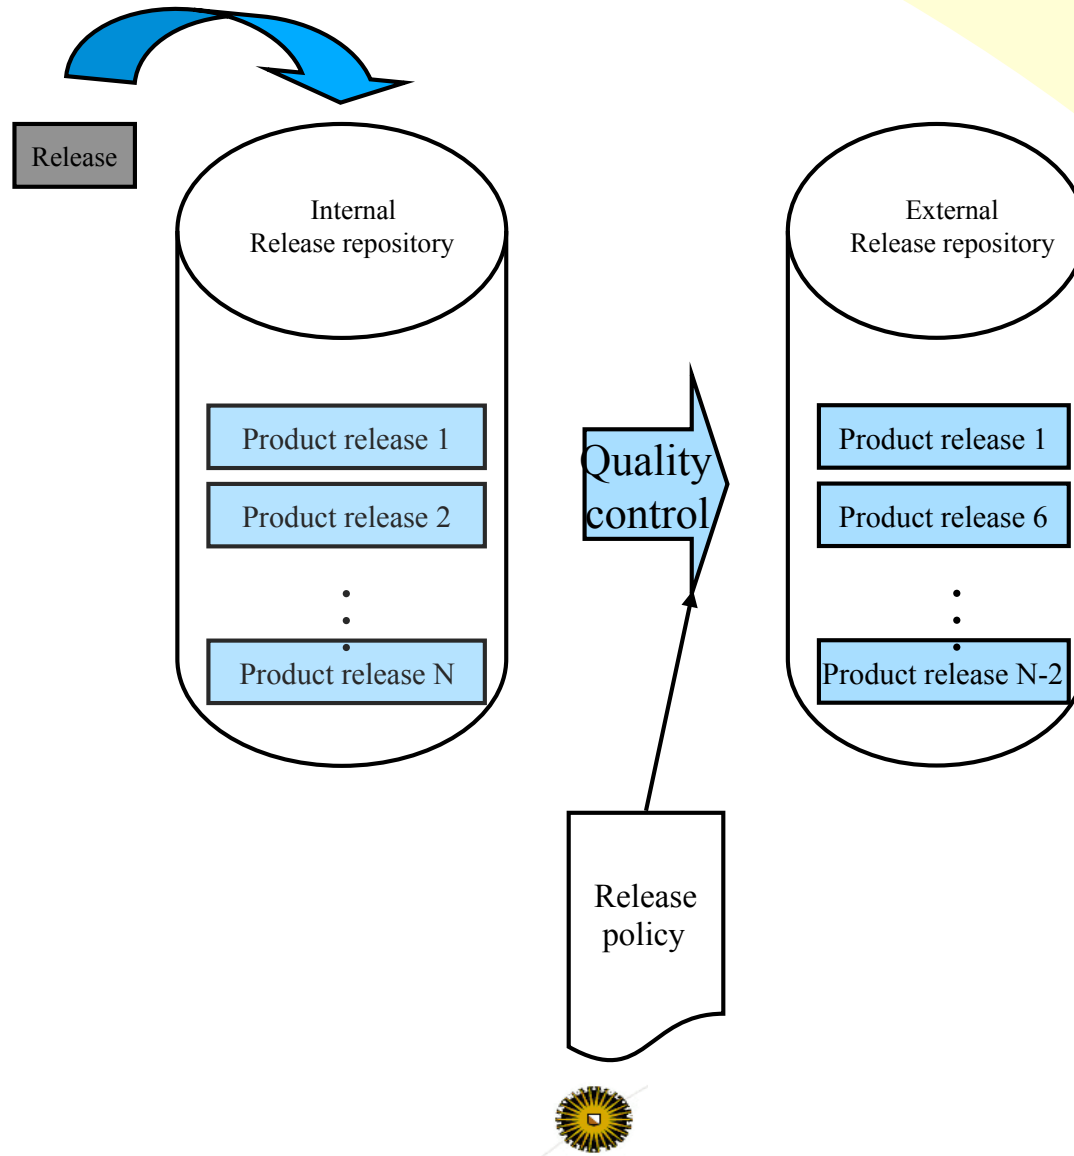 Release
Internal
Release repository
Product release 1
Product release 2
Product release N
Quality
control
Release
policy
External
Release repository
Product release 1
Product release 6
Product release N-2